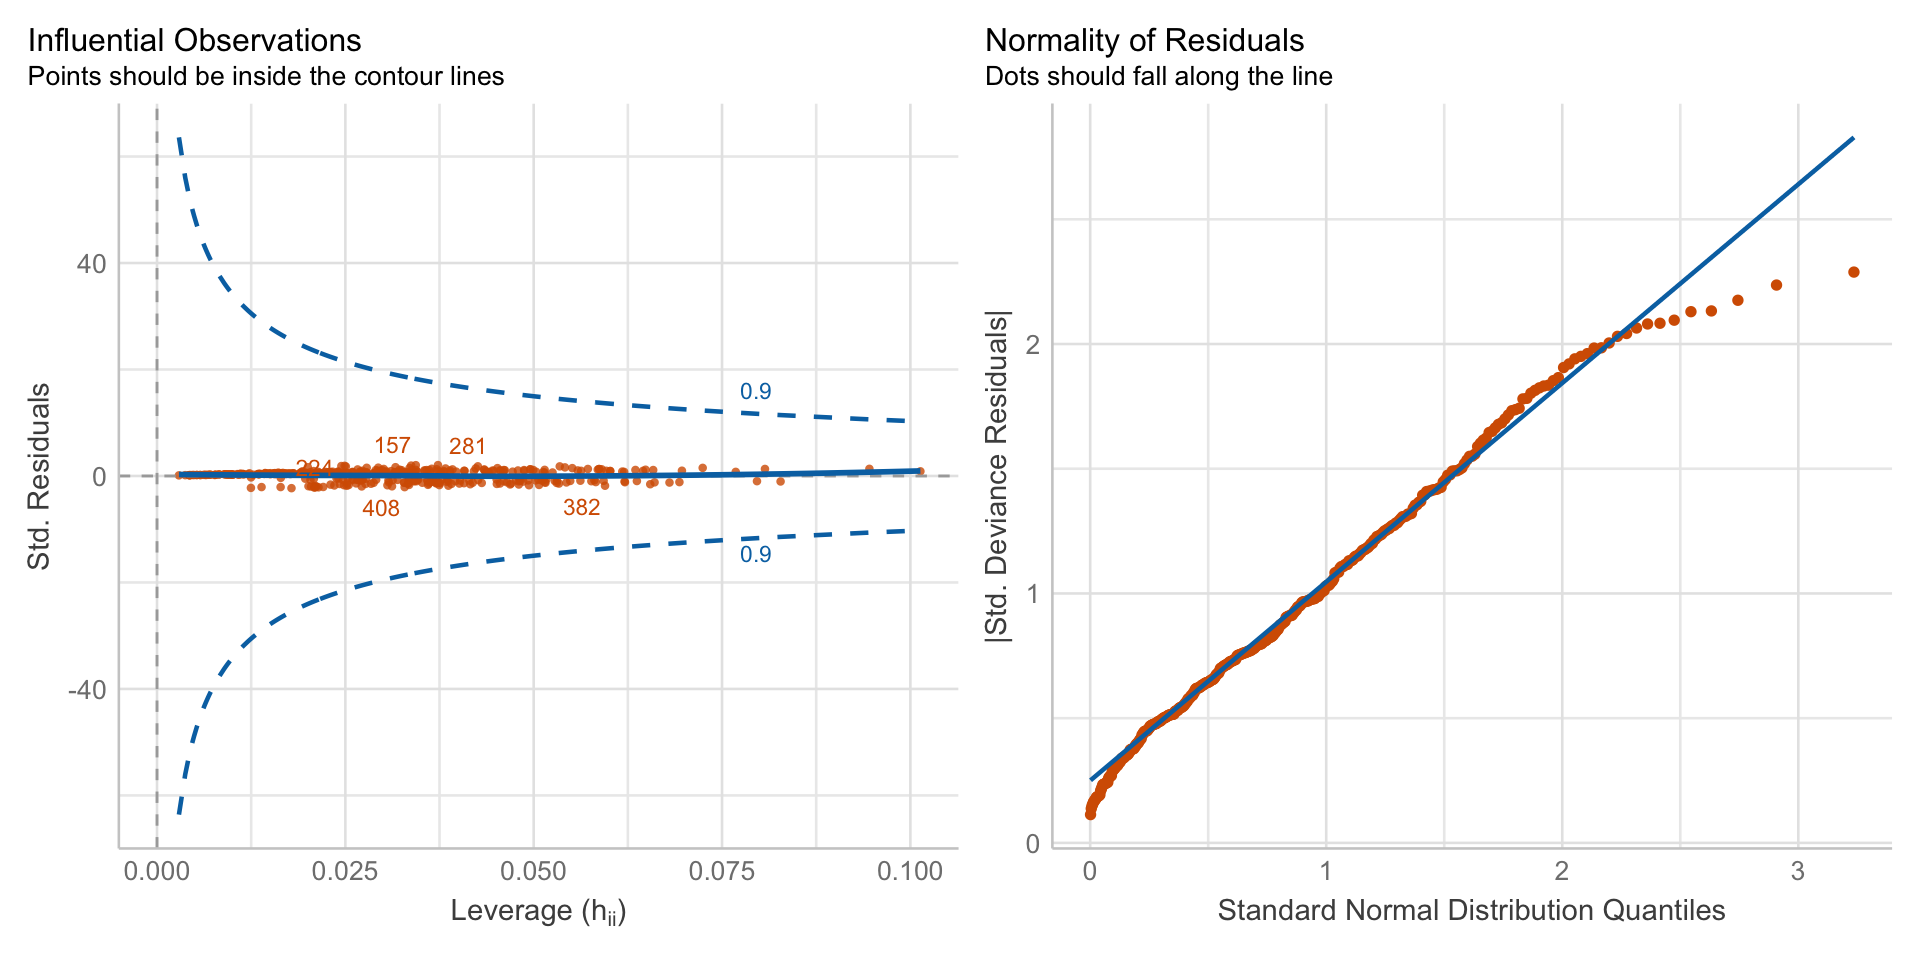 Influential Observations
Points should be inside the contour lines
40
0
-40
Std. Residuals
0.9
157
281
224
408
382
0.9
0.000
0.025
0.050
0.075
0.100
Leverage (hii)
Normality of Residuals
Dots should fall along the line
2
1
0
|Std. Deviance Residuals|
0
1
2
3
Standard Normal Distribution Quantiles